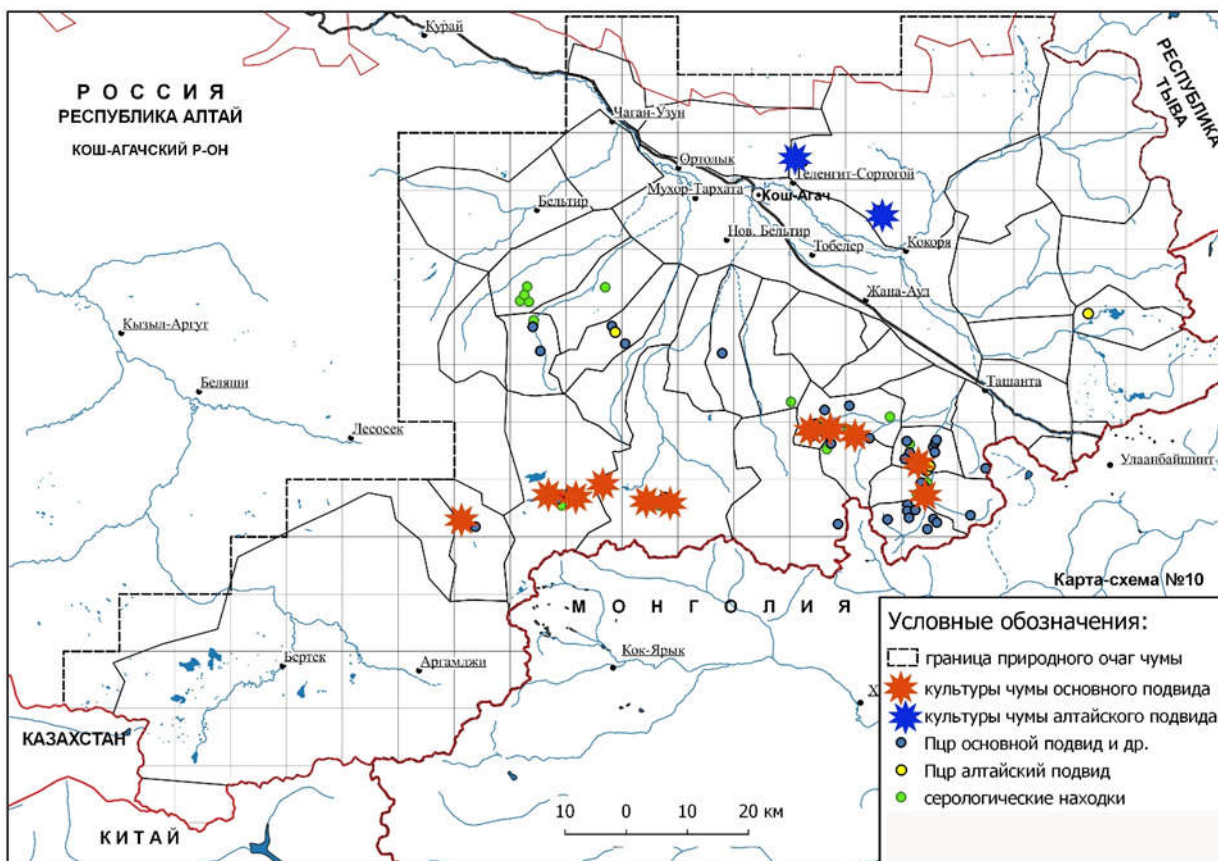 Курай
РОССИЯ
РЕСПУБЛИКА АЛТАЙ
КОШ-АГАЧСКИЙ Р-ОН
РЕСПУБЛИКА
ТЫВА
Чаган-Узун
Ортолык
Теленгит-Сортогой
Мухор-Тархата
Кош-Агач
Бельтир
Нов. Бельтир
Тобелер
Кокоря
Жана-Аул
Кызыл-Аргут
Беляши
Ташанта
Лесосек
Улаанбайшинт
Карта-схема №10
МОНГОЛИЯ
Бертек
Аргамджи
Кок-Ярык
Х
КАЗАХСТАН
КИТАЙ
10 0 10 20 км
Условные обозначения:
граница природного очаг чумы
культуры чумы основного подвида
культуры чумы алтайского подвида
Пцр основной подвид и др.
Пцр алтайский подвид
серологические находки